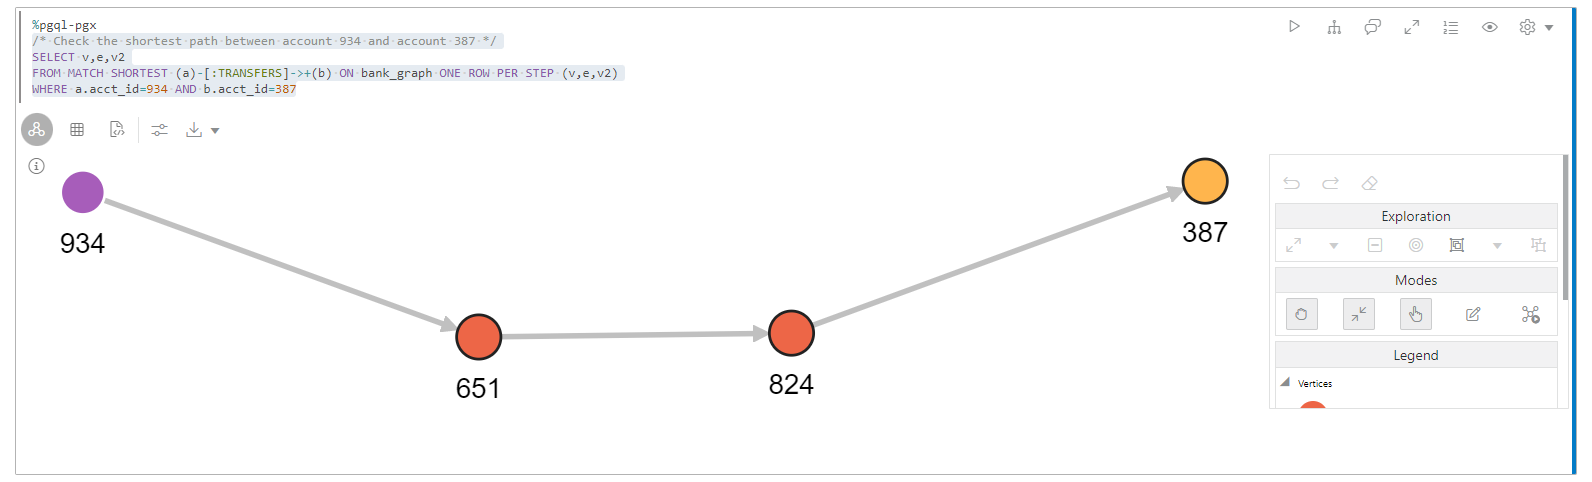 %pgql-pgx
/* Check the shortest path between account 934 and account 387 */
SELECT v,e,v2
FROM MATCH SHORTEST (a)-[:TRANSFERS]->+(b) ON bank_graph ONE ROW PER STEP (v,e,v2)
WHERE a.acct_id=934 AND b.acct_id=387
934
651
824
387
Exploration
Modes
Legend
Vertices